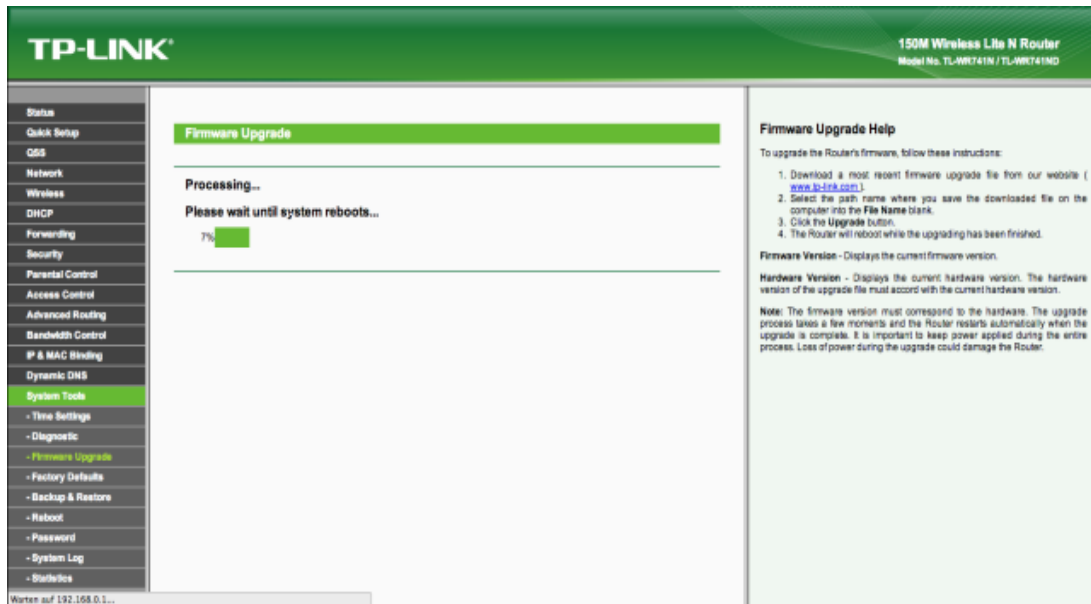 TP-LINK®
150M Wireless Lite N Router
Model No. TL-WR741N / TL-WR741ND
Status
Quick Setup
QSS
Network
Wireless
DHCP
Forwarding
Security
Parental Control
Access Control
Advanced Routing
Bandwidth Control
IP & MAC Binding
Dynamic DNS
System Tools
- Time Settings
- Diagnostic
- Firmware Upgrade
- Factory Defaults
- Backup & Restore
- Reboot
- Password
- System Log
- Statistics
Firmware Upgrade
Processing...
Please wait until system reboots...
7%
Firmware Upgrade Help
To upgrade the Router's firmware, follow these instructions:
1. Download a most recent firmware upgrade file from our website (
www.tp-link.com ).
2. Select the path name where you save the downloaded file on the
computer into the File Name blank.
3. Click the Upgrade button.
4. The Router will reboot while the upgrading has been finished.
Firmware Version - Displays the current firmware version.
Hardware Version - Displays the current hardware version. The hardware
version of the upgrade file must accord with the current hardware version.
Note: The firmware version must correspond to the hardware. The upgrade
process takes a few moments and the Router restarts automatically when the
upgrade is complete. It is important to keep power applied during the entire
process. Loss of power during the upgrade could damage the Router.
Warten auf 192.168.0.1...